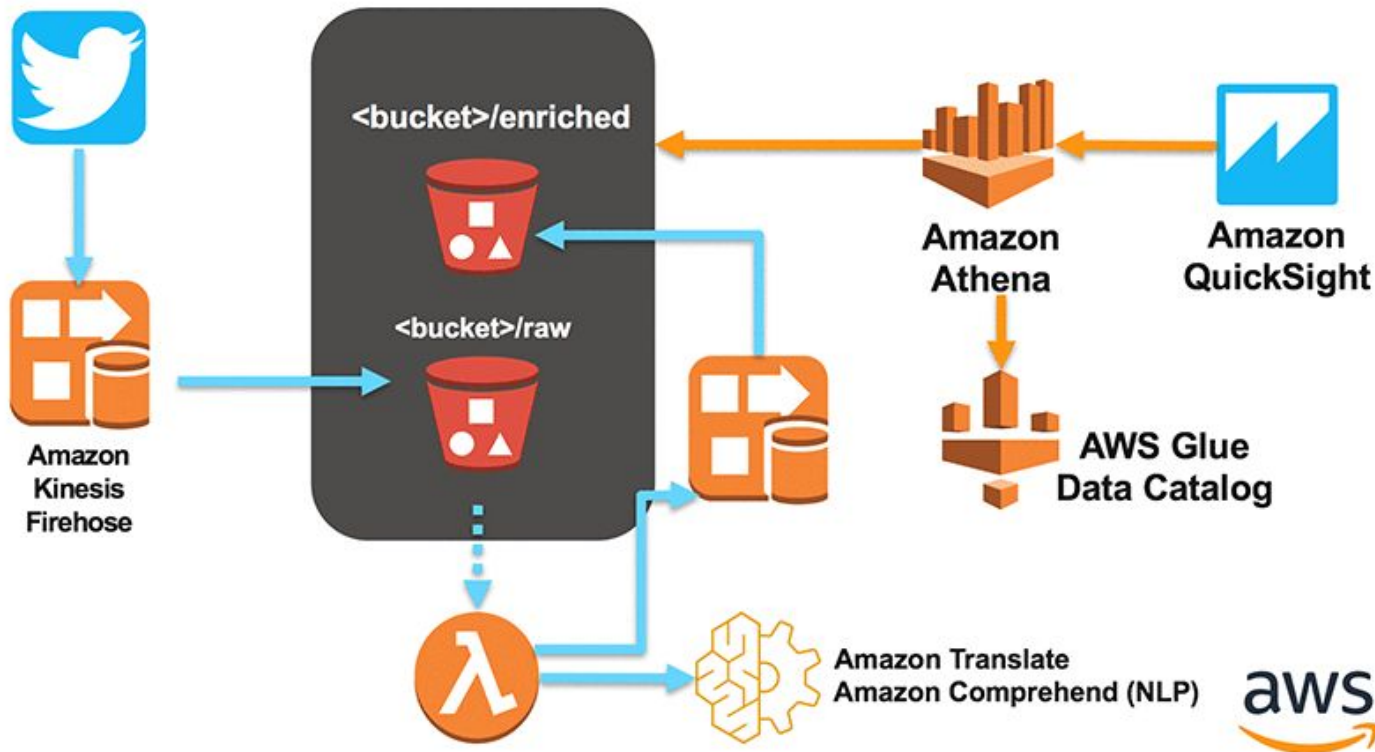 <bucket>/enriched
<bucket>/raw
Amazon
Kinesis
Firehose
Amazon
Athena
Amazon
QuickSight
AWS Glue
Data Catalog
λ
Amazon Translate
Amazon Comprehend (NLP)
aws